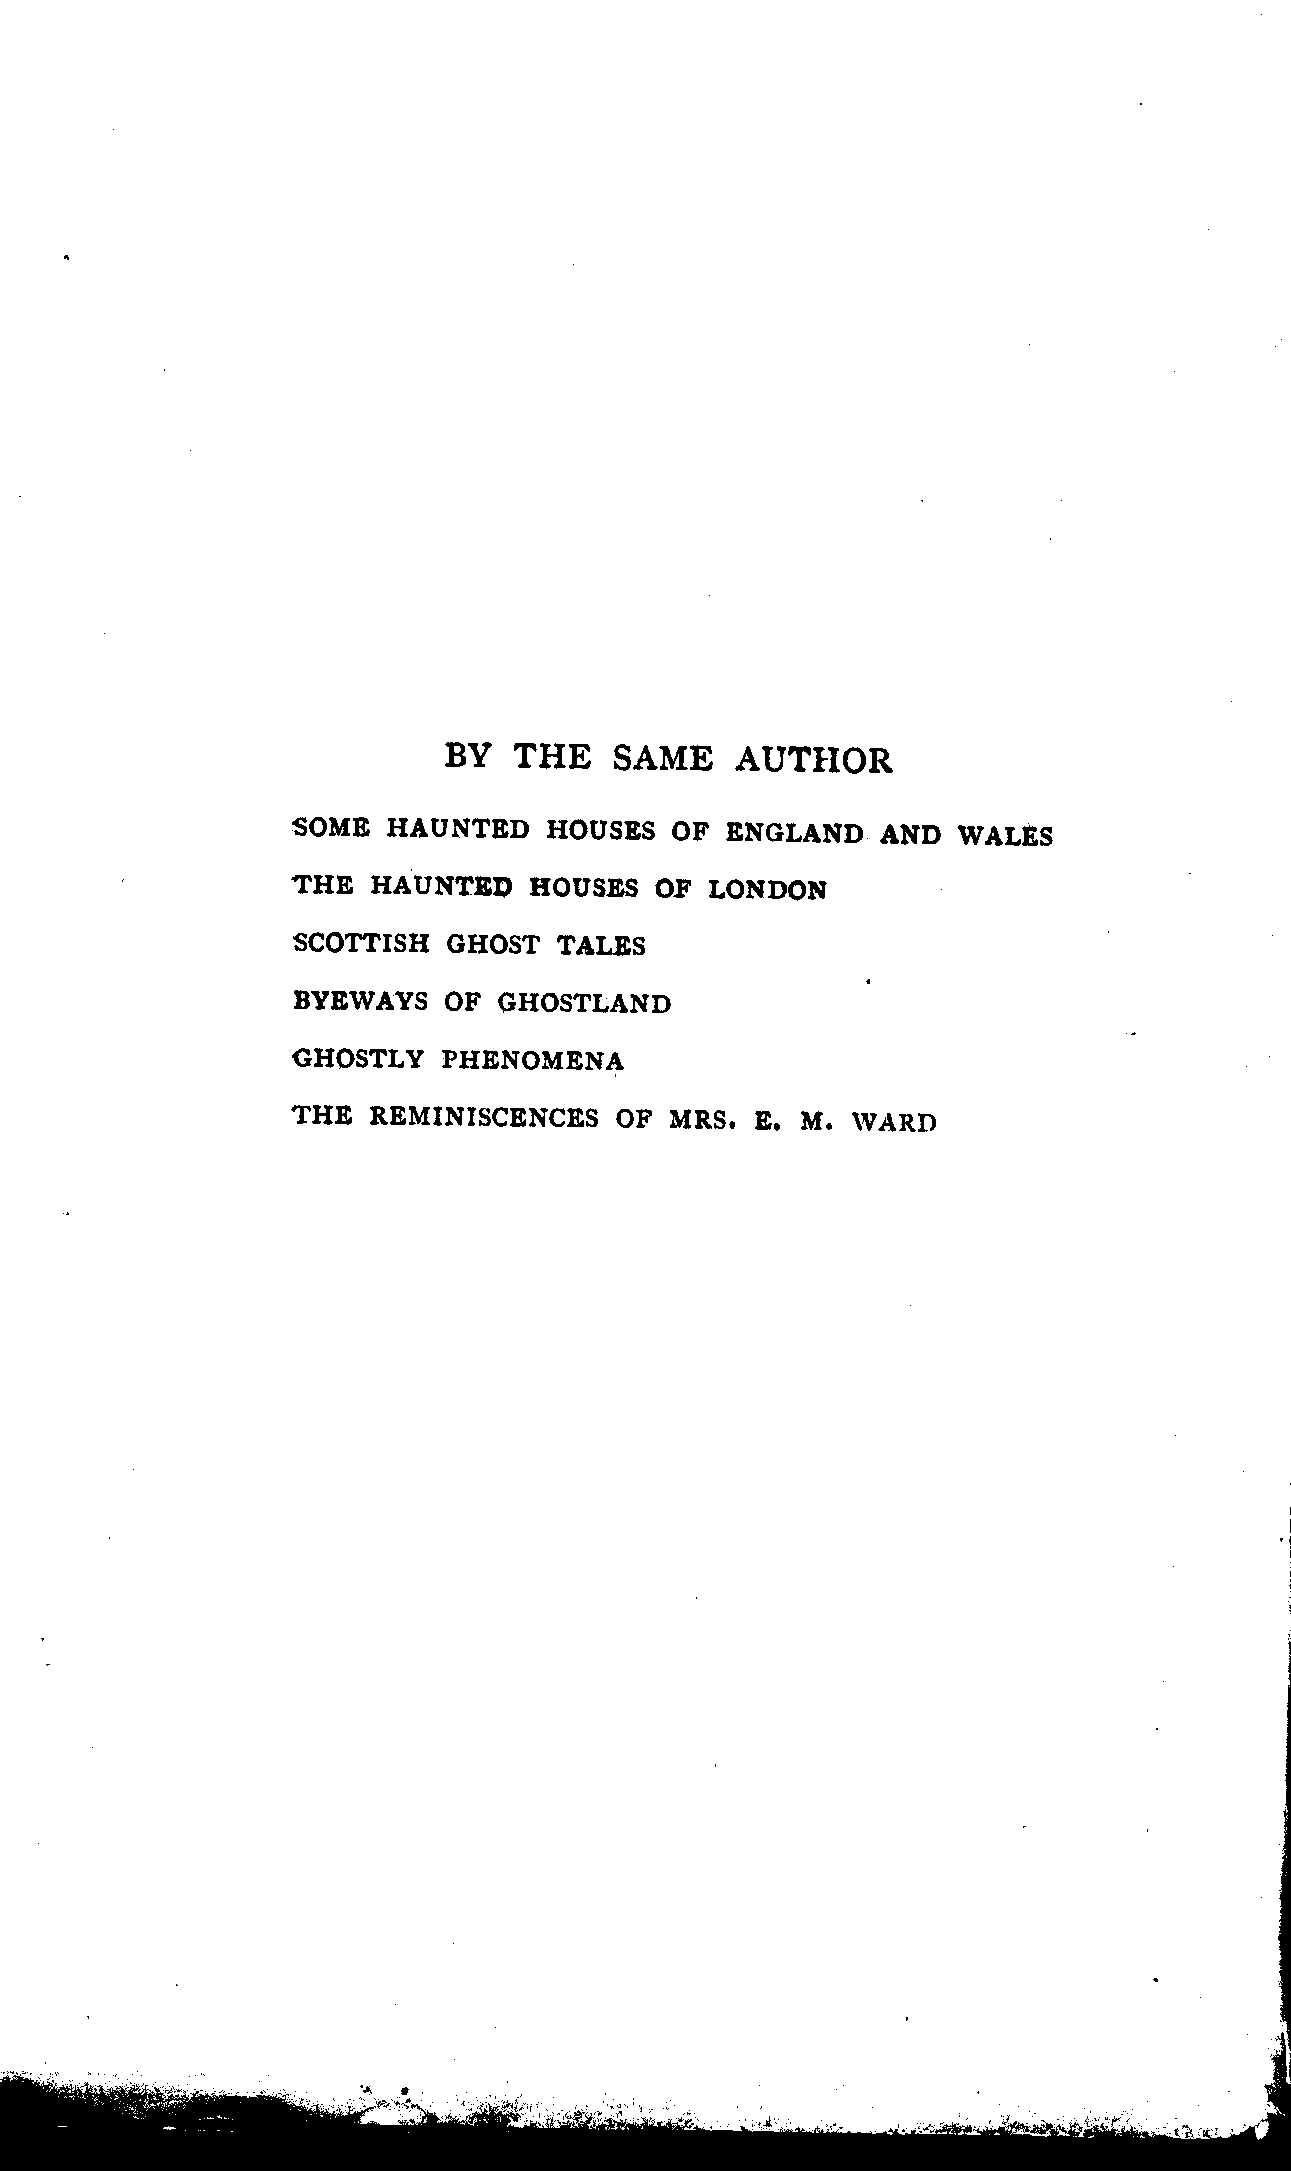 BY THE SAME AUTHOR
SOME HAUNTED HOUSES OF ENGLAND AND WALES
THE HAUNTED HOUSES OF LONDON
SCOTTISH GHOST TALES
BYEWAYS OF GHOSTLAND
GHOSTLY PHENOMENA
THE REMINISCENCES OF MRS. E. M. WARD